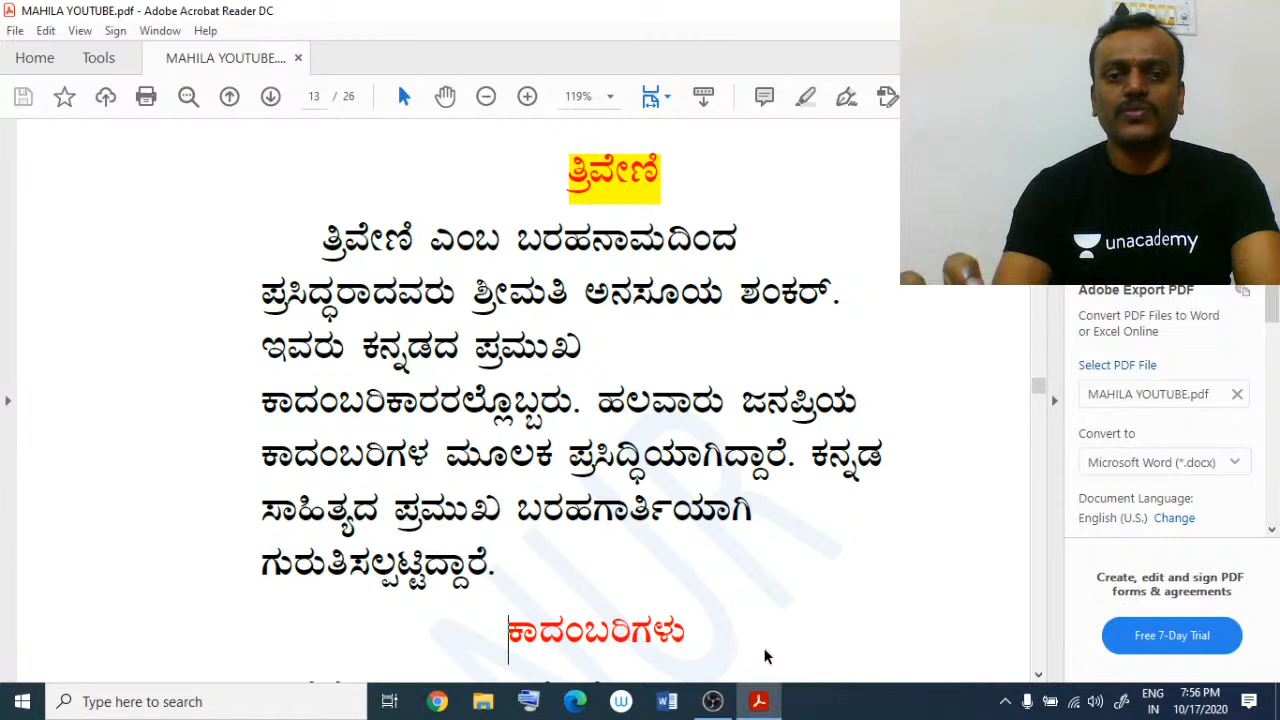 MAHILA YOUTUBE.pdf - Adobe Acrobat Reader DC
File Edit View Sign Window Help
Home Tools MAHILA YOUTUBE....
13 / 26 119%
ತ್ರಿವೇಣಿ
ತ್ರಿವೇಣಿ ಎಂಬ ಬರಹನಾಮದಿಂದ
ಪ್ರಸಿದ್ಧರಾದವರು ಶ್ರೀಮತಿ ಅನಸೂಯ ಶಂಕರ್.
ಇವರು ಕನ್ನಡದ ಪ್ರಮುಖ
ಕಾದಂಬರಿಕಾರರಲ್ಲೊಬ್ಬರು. ಹಲವಾರು ಜನಪ್ರಿಯ
ಕಾದಂಬರಿಗಳ ಮೂಲಕ ಪ್ರಸಿದ್ಧಿಯಾಗಿದ್ದಾರೆ. ಕನ್ನಡ
ಸಾಹಿತ್ಯದ ಪ್ರಮುಖ ಬರಹಗಾರ್ತಿಯಾಗಿ
ಗುರುತಿಸಲ್ಪಟ್ಟಿದ್ದಾರೆ.
ಕಾದಂಬರಿಗಳು
unacademy
Adobe Export PDF
Convert PDF Files to Word
or Excel Online
Select PDF File
MAHILA YOUTUBE.pdf
Convert to
Microsoft Word (*.docx)
Document Language:
English (U.S.) Change
Create, edit and sign PDF
forms & agreements
Free 7-Day Trial
Type here to search
ENG
IN
7:56 PM
10/17/2020